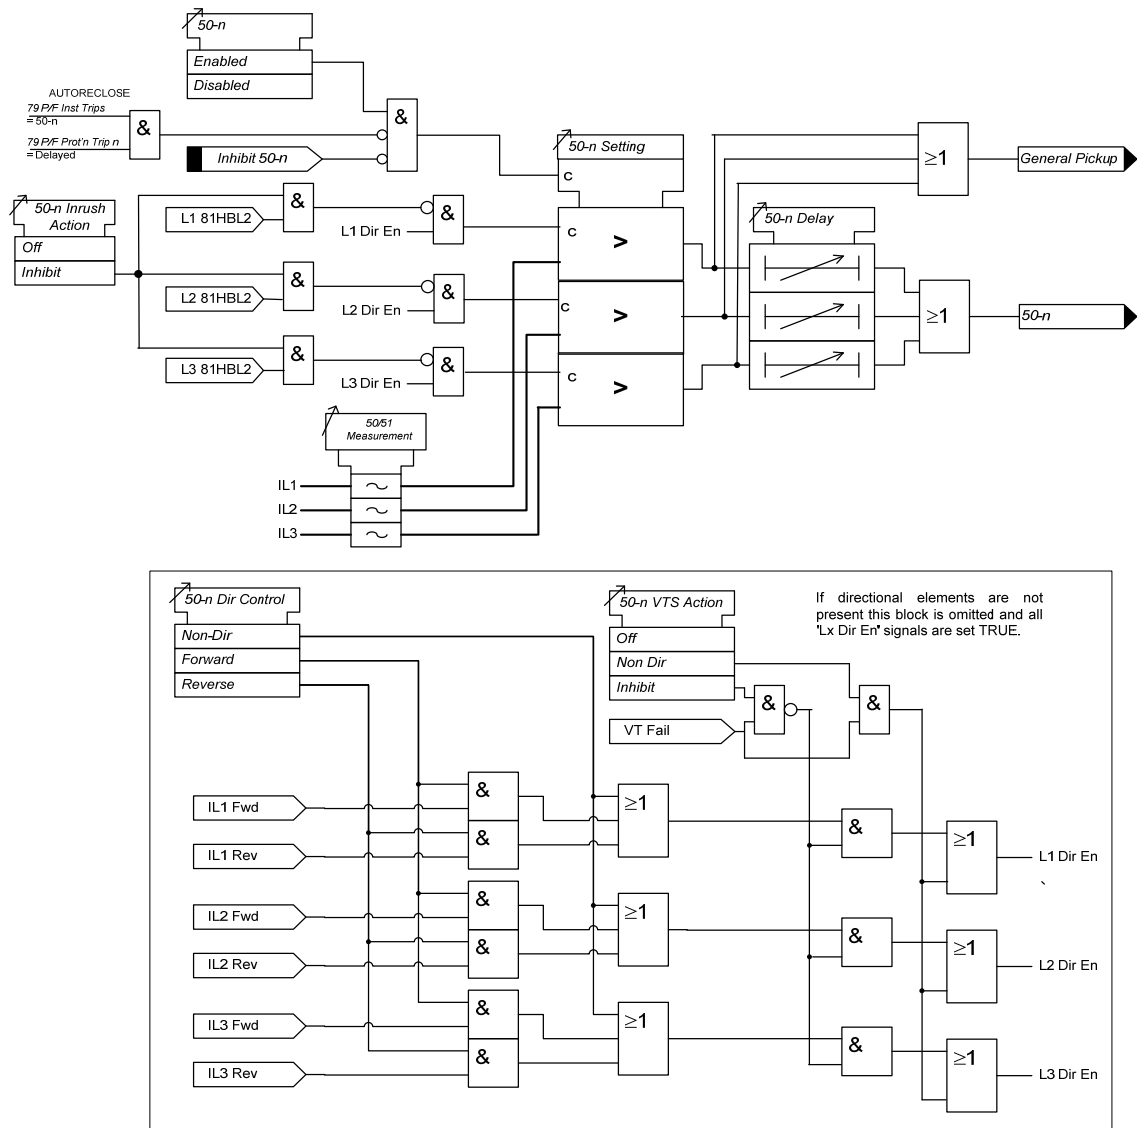 50-n
Enabled
Disabled
AUTORECLOSE
79 P/F Inst Trips
= 50-n
79 P/F Prot'n Trip n
= Delayed
&
&
Inhibit 50-n
50-n Setting
c
≥1
General Pickup
50-n Inrush
Action
Off
Inhibit
L1 81HBL2
&
L1 Dir En
&
c
>
50-n Delay
L2 81HBL2
&
L2 Dir En
&
c
>
≥1
50-n
L3 81HBL2
&
L3 Dir En
&
c
>
50/51
Measurement
IL1
IL2
IL3
50-n Dir Control
Non-Dir
Forward
Reverse
50-n VTS Action
Off
Non Dir
Inhibit
VT Fail
&
&
If directional elements are not
present this block is omitted and all
'Lx Dir En' signals are set TRUE.
IL1 Fwd
IL1 Rev
&
&
≥1
&
≥1
L1 Dir En
IL2 Fwd
IL2 Rev
&
&
≥1
&
≥1
L2 Dir En
IL3 Fwd
IL3 Rev
&
&
≥1
&
≥1
L3 Dir En